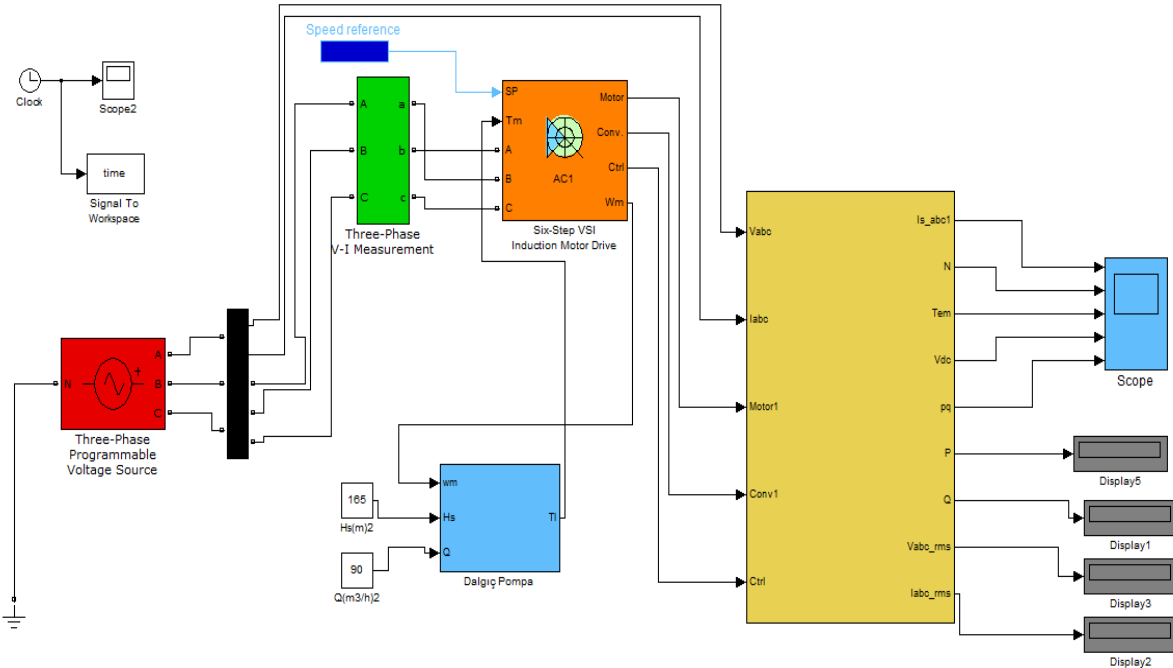 Speed reference
Clock
Scope2
time
Signal To
Workspace
A
B
C
a
b
c
Three-Phase
V-I Measurement
SP
Tm
A
B
C
Motor
Conv.
Ctrl
Wm
AC1
Six-Step VSI
Induction Motor Drive
N
A
B
C
Three-Phase
Programmable
Voltage Source
165
Hs(m)2
90
Q(m3/h)2
wm
Hs
Q
Tl
Dalgıç Pompa
Vabc
Iabc
Motor1
Conv1
Ctrl
Is_abc1
N
Tem
Vdc
pq
P
Q
Vabc_rms
Iabc_rms
Scope
Display5
Display1
Display3
Display2